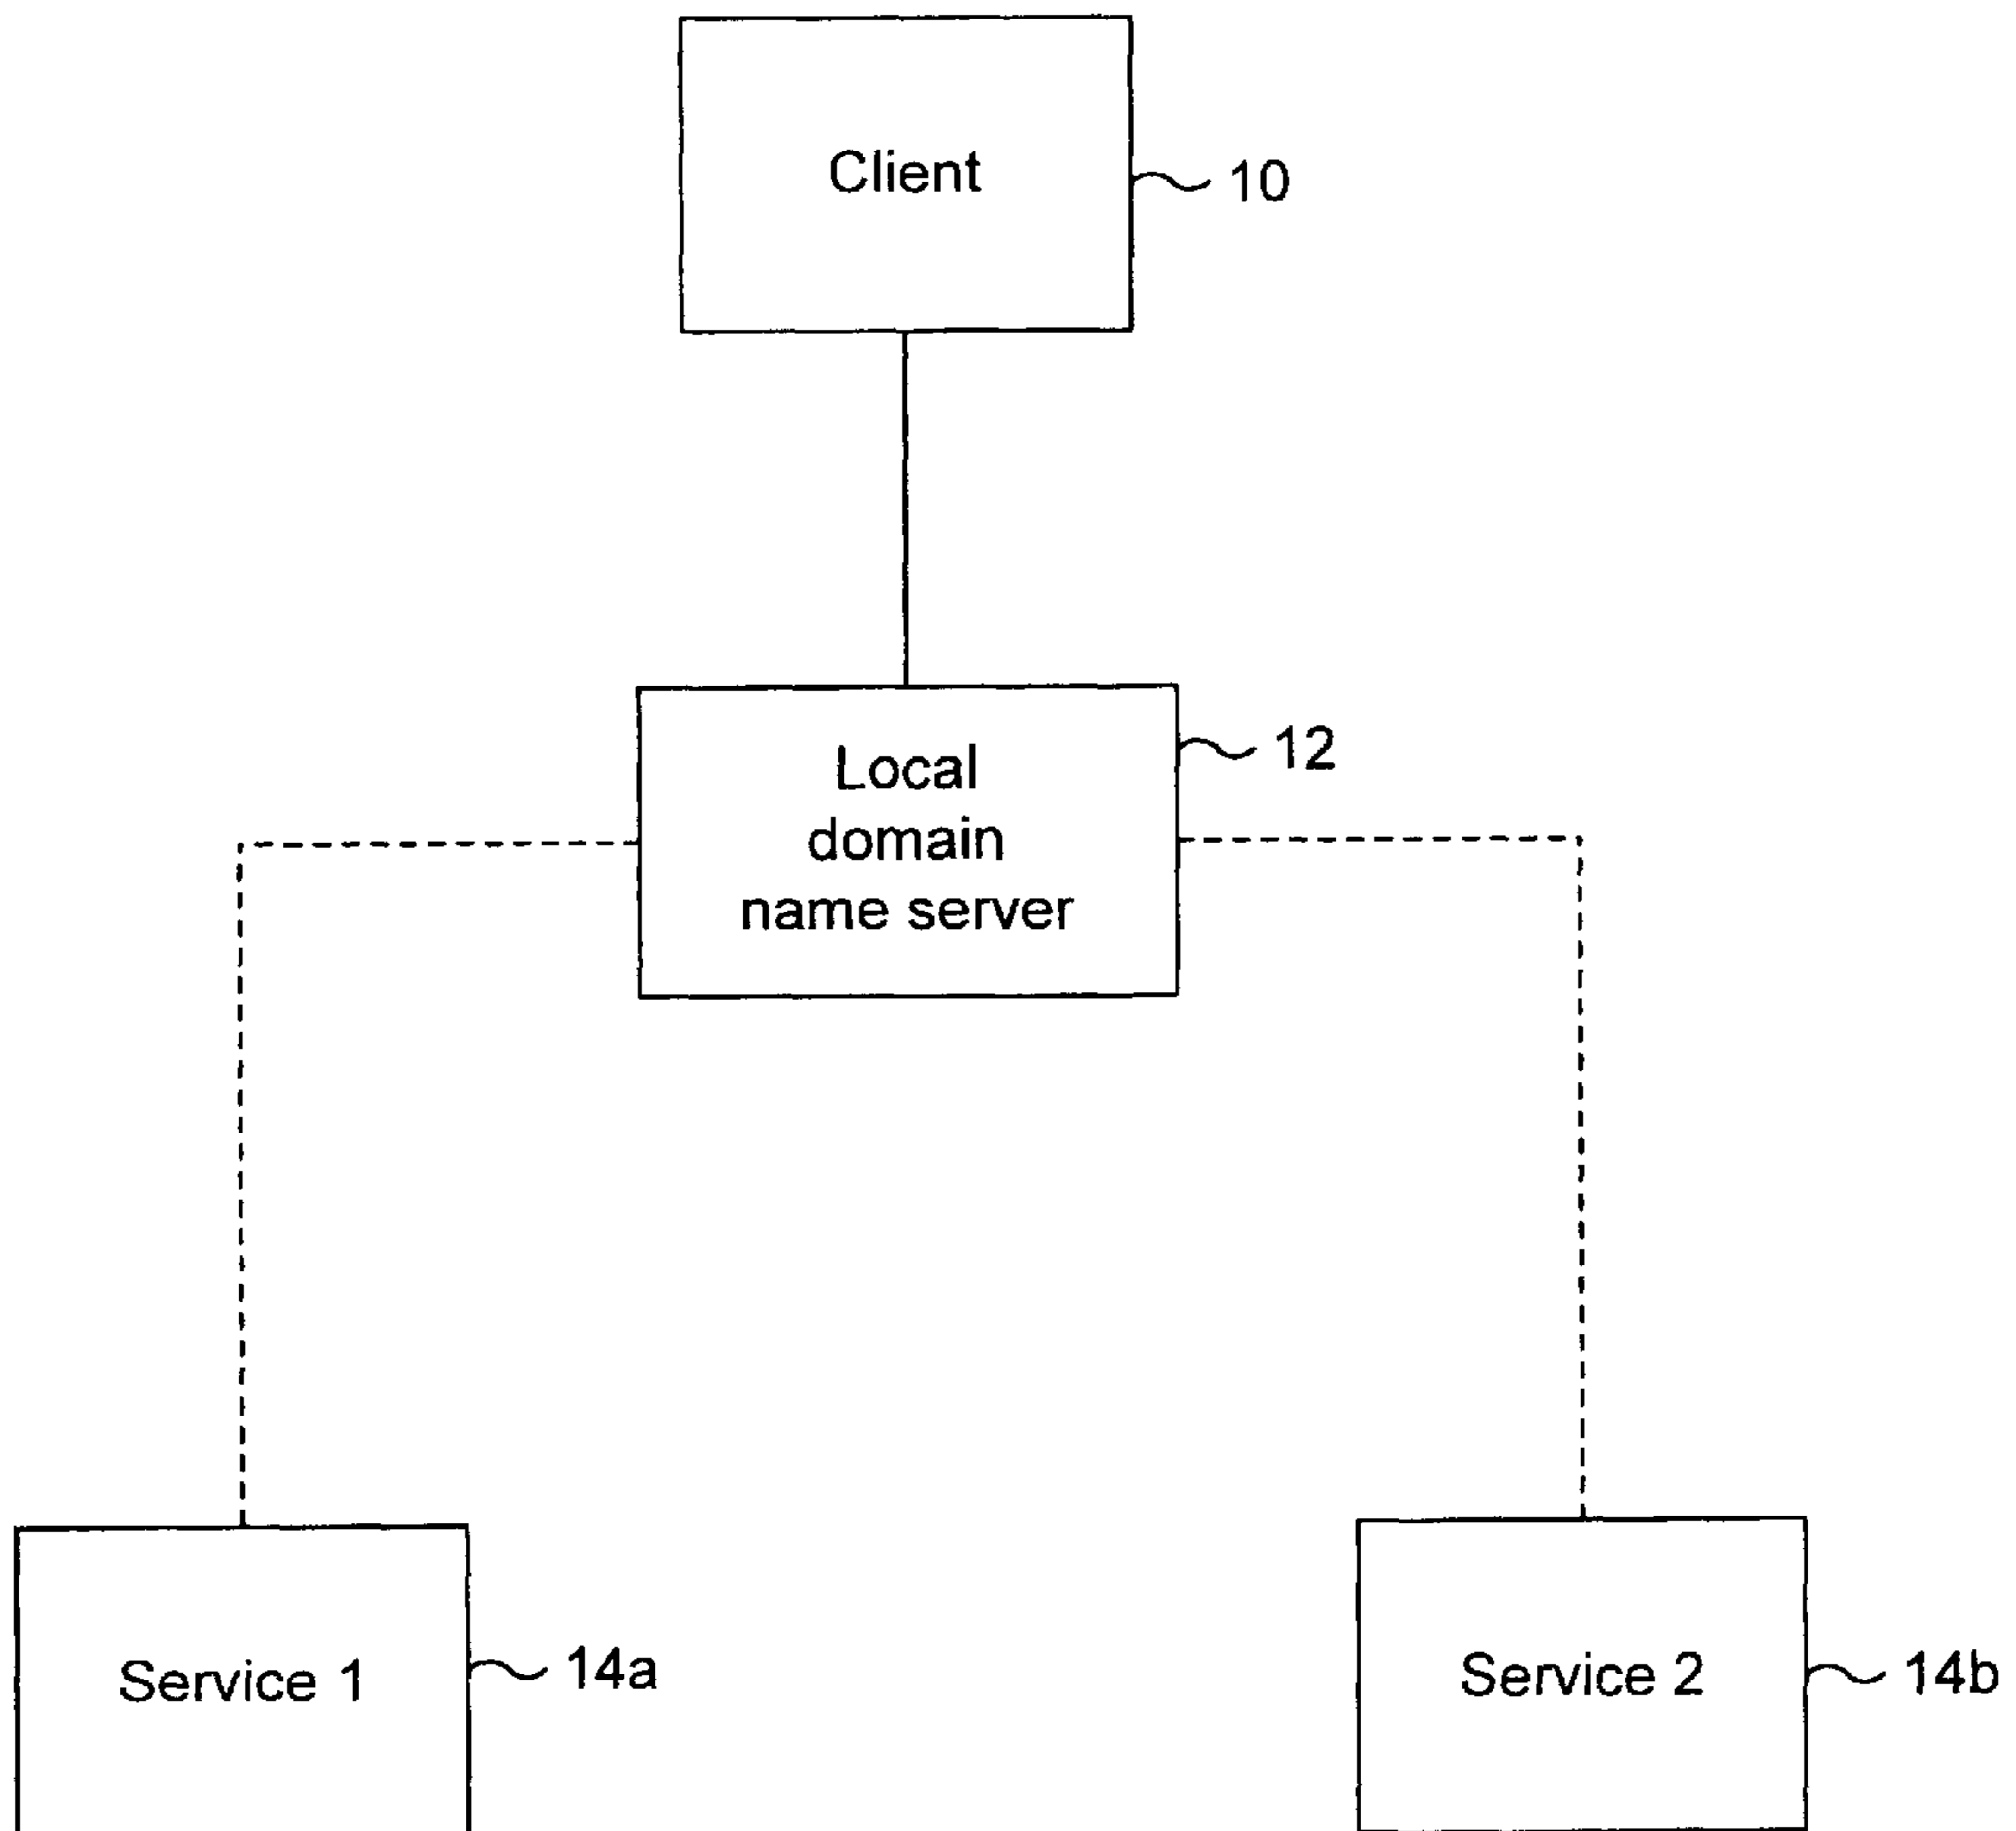 Client
10
Local
domain
name server
12
Service 1
14a
Service 2
14b